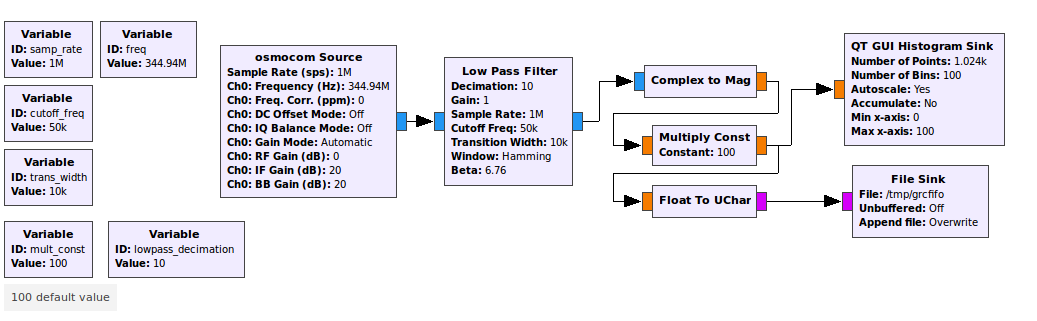 Variable
ID: samp_rate
Value: 1M
Variable
ID: freq
Value: 344.94M
Variable
ID: cutoff_freq
Value: 50k
Variable
ID: trans_width
Value: 10k
Variable
ID: mult_const
Value: 100
Variable
ID: lowpass_decimation
Value: 10
100 default value
osmocom Source
Sample Rate (sps): 1M
Ch0: Frequency (Hz): 344.94M
Ch0: Freq. Corr. (ppm): 0
Ch0: DC Offset Mode: Off
Ch0: IQ Balance Mode: Off
Ch0: Gain Mode: Automatic
Ch0: RF Gain (dB): 0
Ch0: IF Gain (dB): 20
Ch0: BB Gain (dB): 20
Low Pass Filter
Decimation: 10
Gain: 1
Sample Rate: 1M
Cutoff Freq: 50k
Transition Width: 10k
Window: Hamming
Beta: 6.76
Complex to Mag
Multiply Const
Constant: 100
Float To UChar
QT GUI Histogram Sink
Number of Points: 1.024k
Number of Bins: 100
Autoscale: Yes
Accumulate: No
Min x-axis: 0
Max x-axis: 100
File Sink
File: /tmp/grcfifo
Unbuffered: Off
Append file: Overwrite